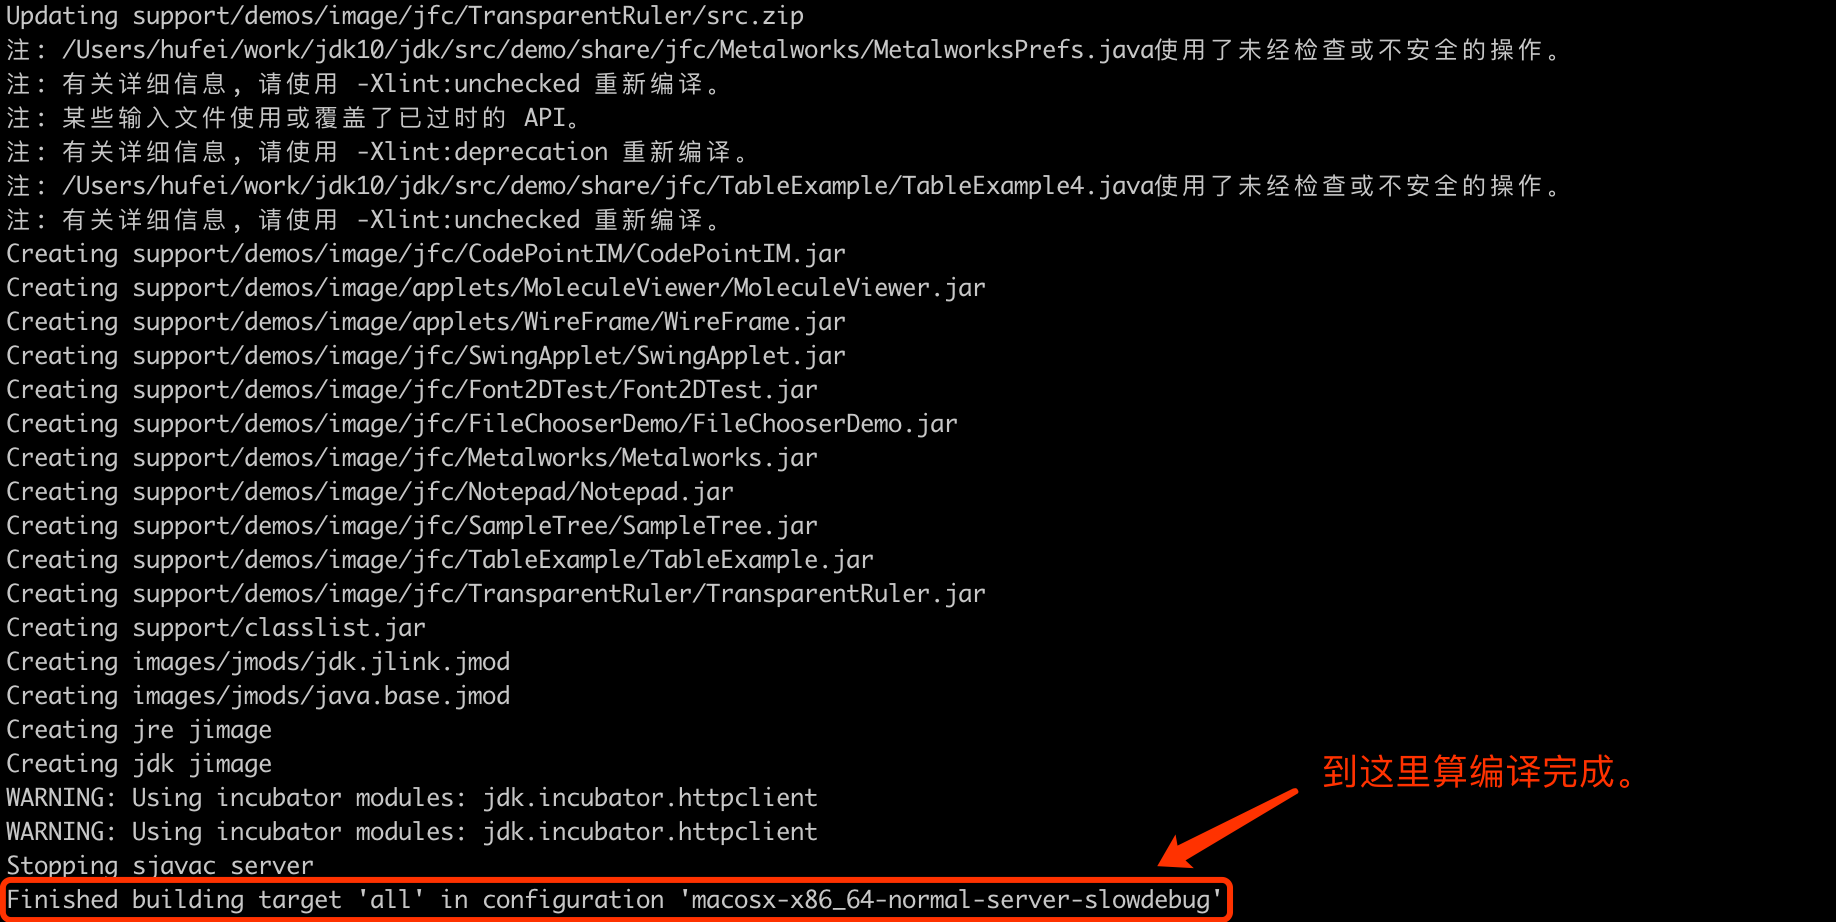 Updating support/demos/image/jfc/TransparentRuler/src.zip
注: /Users/hufei/work/jdk10/jdk/src/demo/share/jfc/Metalworks/MetalworksPrefs.java使用了未经检查或不安全的操作。
注: 有关详细信息, 请使用 -Xlint:unchecked 重新编译。
注: 某些输入文件使用或覆盖了已过时的 API。
注: 有关详细信息, 请使用 -Xlint:deprecation 重新编译。
注: /Users/hufei/work/jdk10/jdk/src/demo/share/jfc/TableExample/TableExample4.java使用了未经检查或不安全的操作。
注: 有关详细信息, 请使用 -Xlint:unchecked 重新编译。
Creating support/demos/image/jfc/CodePointIM/CodePointIM.jar
Creating support/demos/image/applets/MoleculeViewer/MoleculeViewer.jar
Creating support/demos/image/applets/WireFrame/WireFrame.jar
Creating support/demos/image/jfc/SwingApplet/SwingApplet.jar
Creating support/demos/image/jfc/Font2DTest/Font2DTest.jar
Creating support/demos/image/jfc/FileChooserDemo/FileChooserDemo.jar
Creating support/demos/image/jfc/Metalworks/Metalworks.jar
Creating support/demos/image/jfc/Notepad/Notepad.jar
Creating support/demos/image/jfc/SampleTree/SampleTree.jar
Creating support/demos/image/jfc/TableExample/TableExample.jar
Creating support/demos/image/jfc/TransparentRuler/TransparentRuler.jar
Creating support/classlist.jar
Creating images/jmods/jdk.jlink.jmod
Creating images/jmods/java.base.jmod
Creating jre jimage
Creating jdk jimage
到这里算编译完成。
WARNING: Using incubator modules: jdk.incubator.httpclient
WARNING: Using incubator modules: jdk.incubator.httpclient
Stopping sjavac server
Finished building target 'all' in configuration 'macosx-x86_64-normal-server-slowdebug'